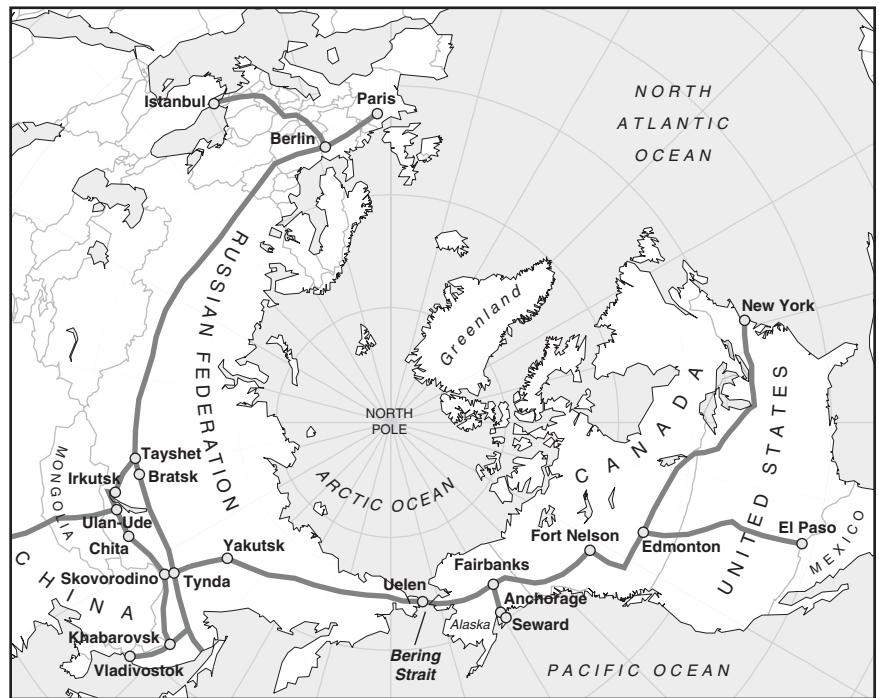 NORTH
ATLANTIC
OCEAN
Istanbul
Paris
Berlin
RUSSIAN FEDERATION
Greenland
New York
NORTH
POLE
CANADA
UNITED STATES
MONGOLIA
Tayshet
Bratsk
Irkutsk
ARCTIC OCEAN
Ulan-Ude
Chita
Yakutsk
Fort Nelson
Edmonton
El Paso
MEXICO
CHINA
Skovorodino
Tynda
Uelen
Fairbanks
Anchorage
Alaska
Seward
Khabarovsk
Vladivostok
Bering
Strait
PACIFIC OCEAN